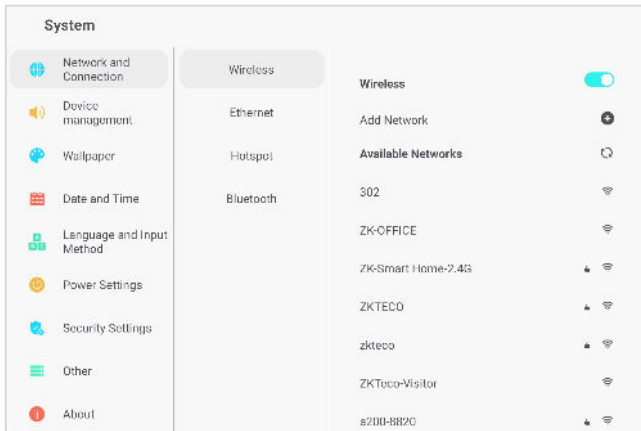 System
Network and
Connection
Device
management
Wallpaper
Date and Time
Language and Input
Method
Power Settings
Security Settings
Other
About
Wireless
Ethernet
Hotspot
Bluetooth
Wireless
Add Network
Available Networks
302
ZK-OFFICE
ZK-Smart Home-2.4G
ZKTECO
zkteco
ZKTeco-Visitor
a200-8820